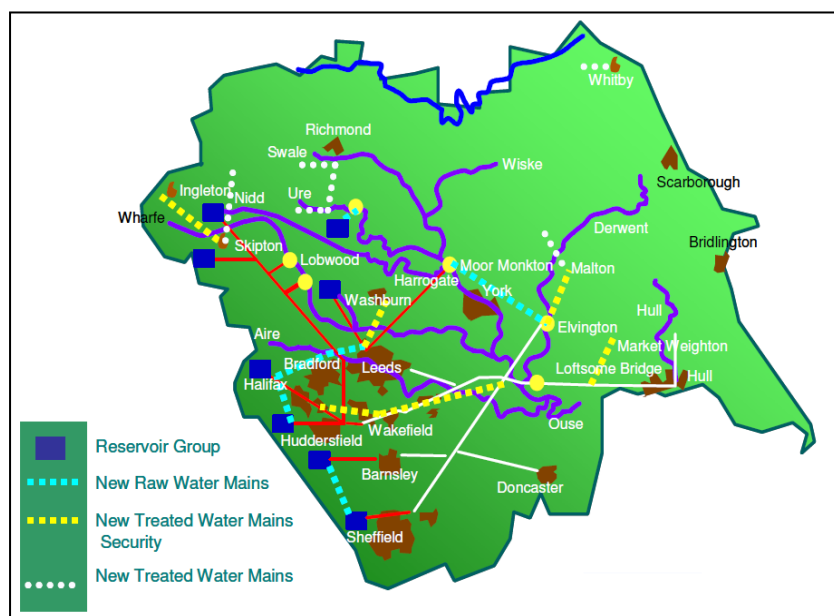 Whitby
Richmond
Swale
Wiske
Scarborough
Ingleton
Nidd
Ure
Wharfe
Derwent
Skipton
Bridlington
Lobwood
Moor Monkton
Malton
Harrogate
York
Washburn
Hull
Elvington
Aire
Market Weighton
Bradford
Leeds
Loftsome Bridge
Halifax
Hull
Ouse
Wakefield
Huddersfield
Barnsley
Doncaster
Sheffield
Reservoir Group
New Raw Water Mains
New Treated Water Mains
Security
New Treated Water Mains